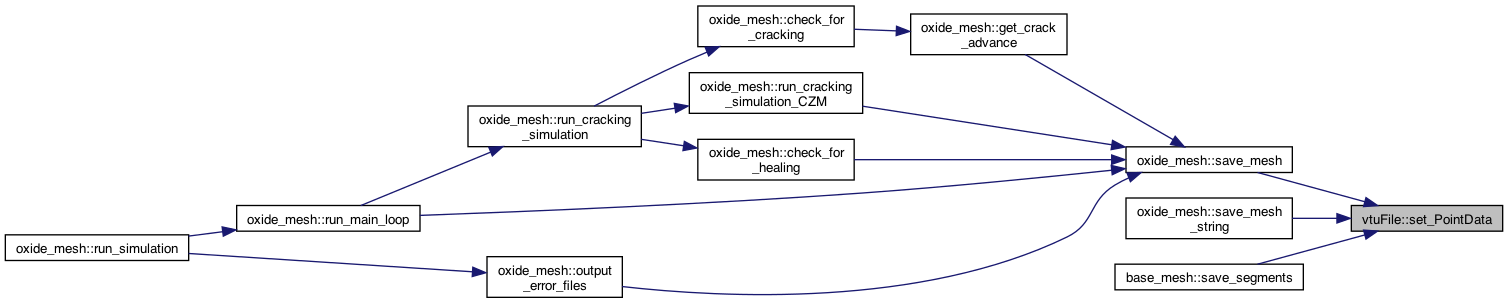 oxide_mesh::check_for
_cracking
oxide_mesh::get_crack
_advance
oxide_mesh::run_cracking
_simulation_CZM
oxide_mesh::run_cracking
_simulation
oxide_mesh::check_for
_healing
oxide_mesh::save_mesh
oxide_mesh::run_main_loop
oxide_mesh::save_mesh
_string
vtuFile::set_PointData
oxide_mesh::run_simulation
oxide_mesh::output
_error_files
base_mesh::save_segments